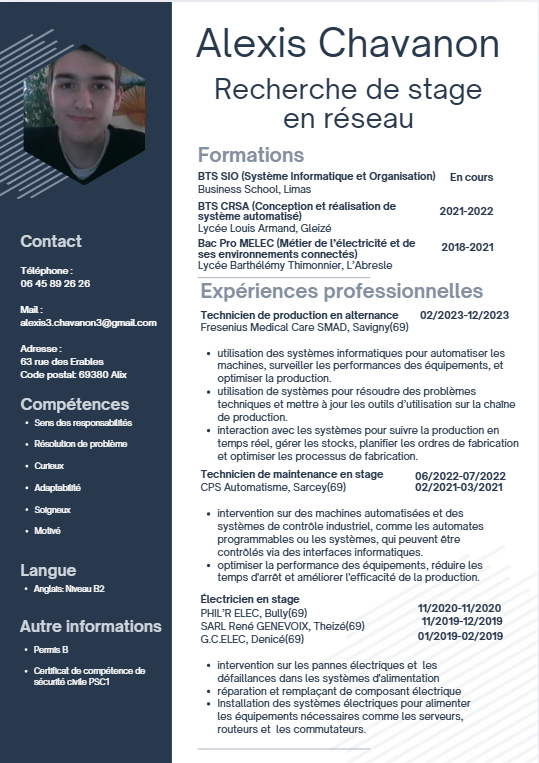 Alexis Chavanon
Recherche de stage
en réseau
Contact
Téléphone :
06 45 89 26 26
Mail :
alexis3.chavanon3@gmail.com
Adresse :
63 rue des Erables
Code postal: 69380 Alix
Compétences
• Sens des responsabilités
• Résolution de problème
• Curieux
• Adaptabilité
• Soigneux
• Motivé
Langue
• Anglais: Niveau B2
Autre informations
• Permis B
• Certificat de compétence de
sécurité civile PSC1
Formations
BTS SIO (Système Informatique et Organisation) En cours
Business School, Limas
BTS CRSA (Conception et réalisation de
système automatisé) 2021-2022
Lycée Louis Armand, Gleizé
Bac Pro MELEC (Métier de l'électricité et de
ses environnements connectés) 2018-2021
Lycée Barthélémy Thimonnier, L'Abresle
Expériences professionnelles
Technicien de production en alternance 02/2023-12/2023
Fresenius Medical Care SMAD, Savigny(69)
• utilisation des systèmes informatiques pour automatiser les
machines, surveiller les performances des équipements, et
optimiser la production.
• utilisation de systèmes pour résoudre des problèmes
techniques et mettre à jour les outils d'utilisation sur la chaîne
de production.
• interaction avec les systèmes pour suivre la production en
temps réel, gérer les stocks, planifier les ordres de fabrication
et optimiser les processus de fabrication.
Technicien de maintenance en stage 06/2022-07/2022
CPS Automatisme, Sarcey(69) 02/2021-03/2021
• intervention sur des machines automatisées et des
systèmes de contrôle industriel, comme les automates
programmables ou les systèmes, qui peuvent être
contrôlés via des interfaces informatiques.
• optimiser la performance des équipements, réduire les
temps d'arrêt et améliorer l'efficacité de la production.
Électricien en stage
PHIL'R ELEC, Bully(69) 11/2020-11/2020
SARL René GENEVOIX, Theizé(69) 11/2019-12/2019
G.C.ELEC, Denicé(69) 01/2019-02/2019
• intervention sur les pannes électriques et les
défaillances dans les systèmes d'alimentation
• réparation et remplaçant de composant électrique
• Installation des systèmes électriques pour alimenter
les équipements nécessaires comme les serveurs,
routeurs et les commutateurs.